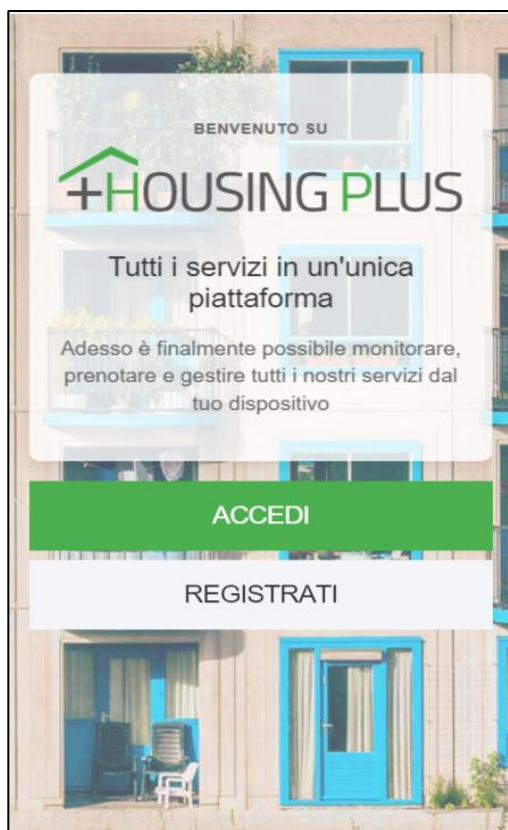 BENVENUTO SU
+HOUSING PLUS
Tutti i servizi in un'unica
piattaforma
Adesso è finalmente possibile monitorare,
prenotare e gestire tutti i nostri servizi dal
tuo dispositivo
ACCEDI
REGISTRATI